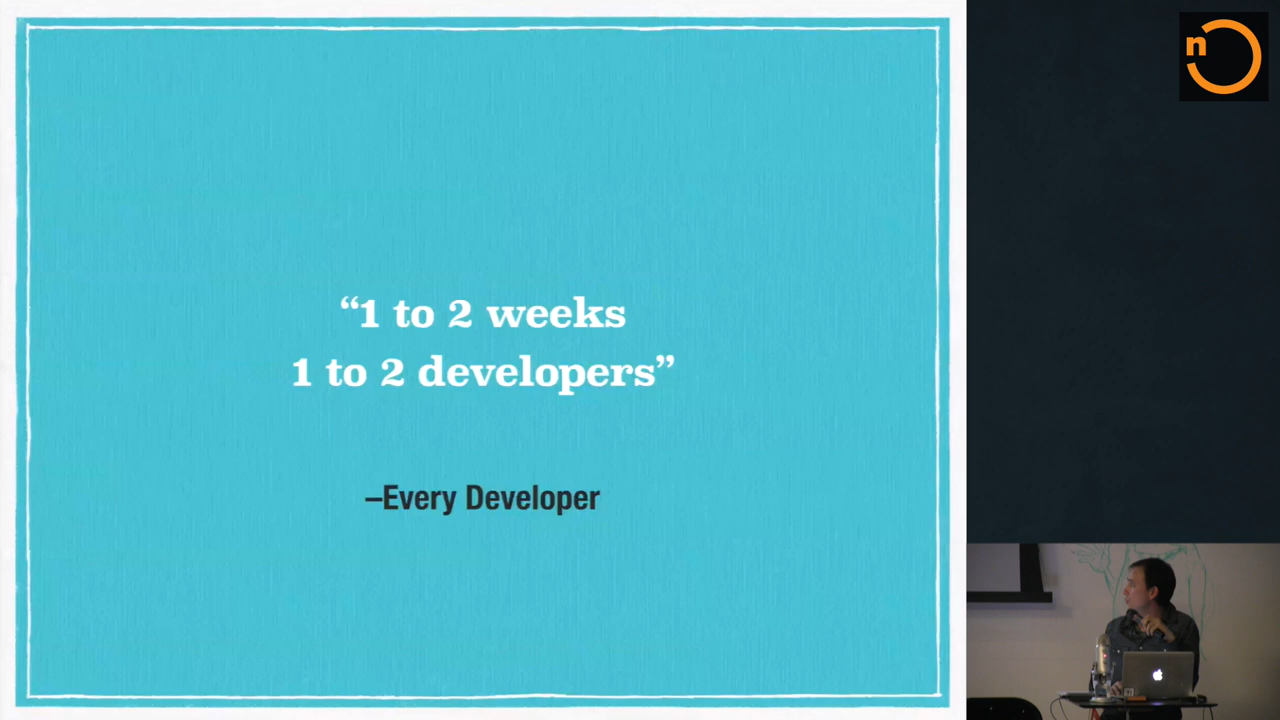 “1 to 2 weeks
1 to 2 developers”
–Every Developer
n